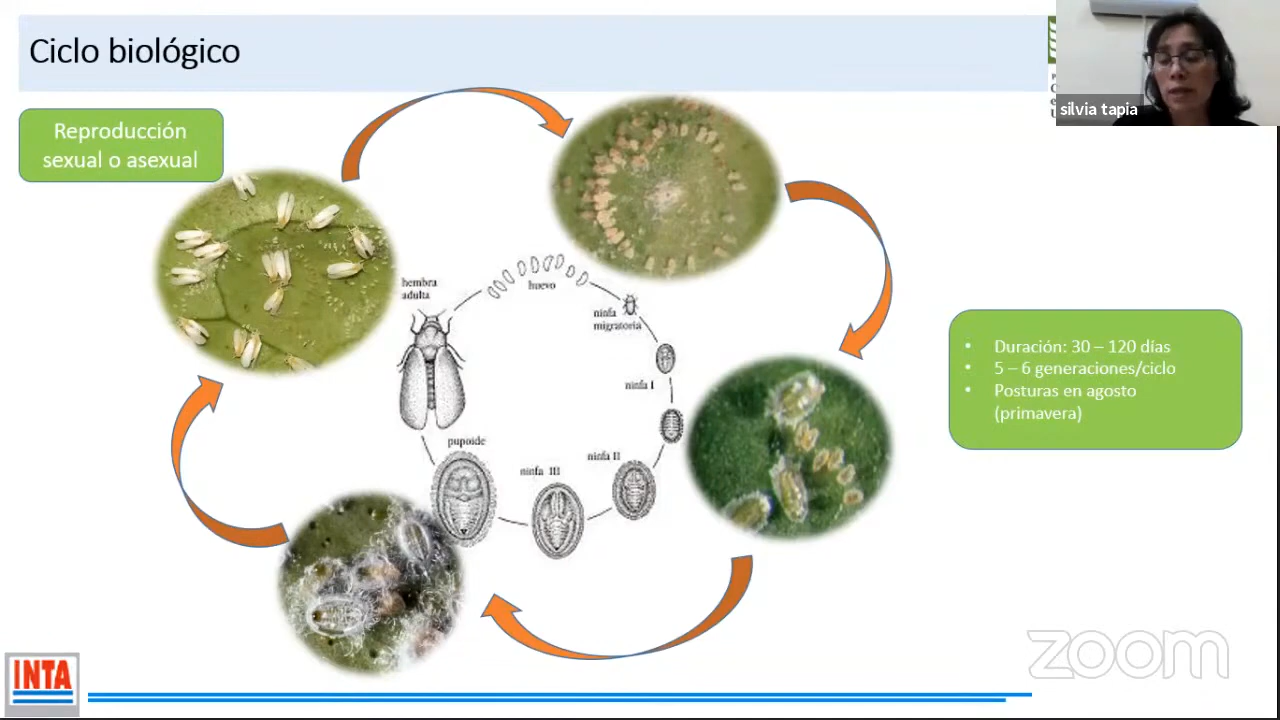 Ciclo biológico
silvia tapia
Reproducción
sexual o asexual
hembra
adulta
huevo
ninfa
migratoria
ninfa I
ninfa II
ninfa III
pupoide
• Duración: 30 – 120 días
• 5 – 6 generaciones/ciclo
• Posturas en agosto
(primavera)
INTA
zoom